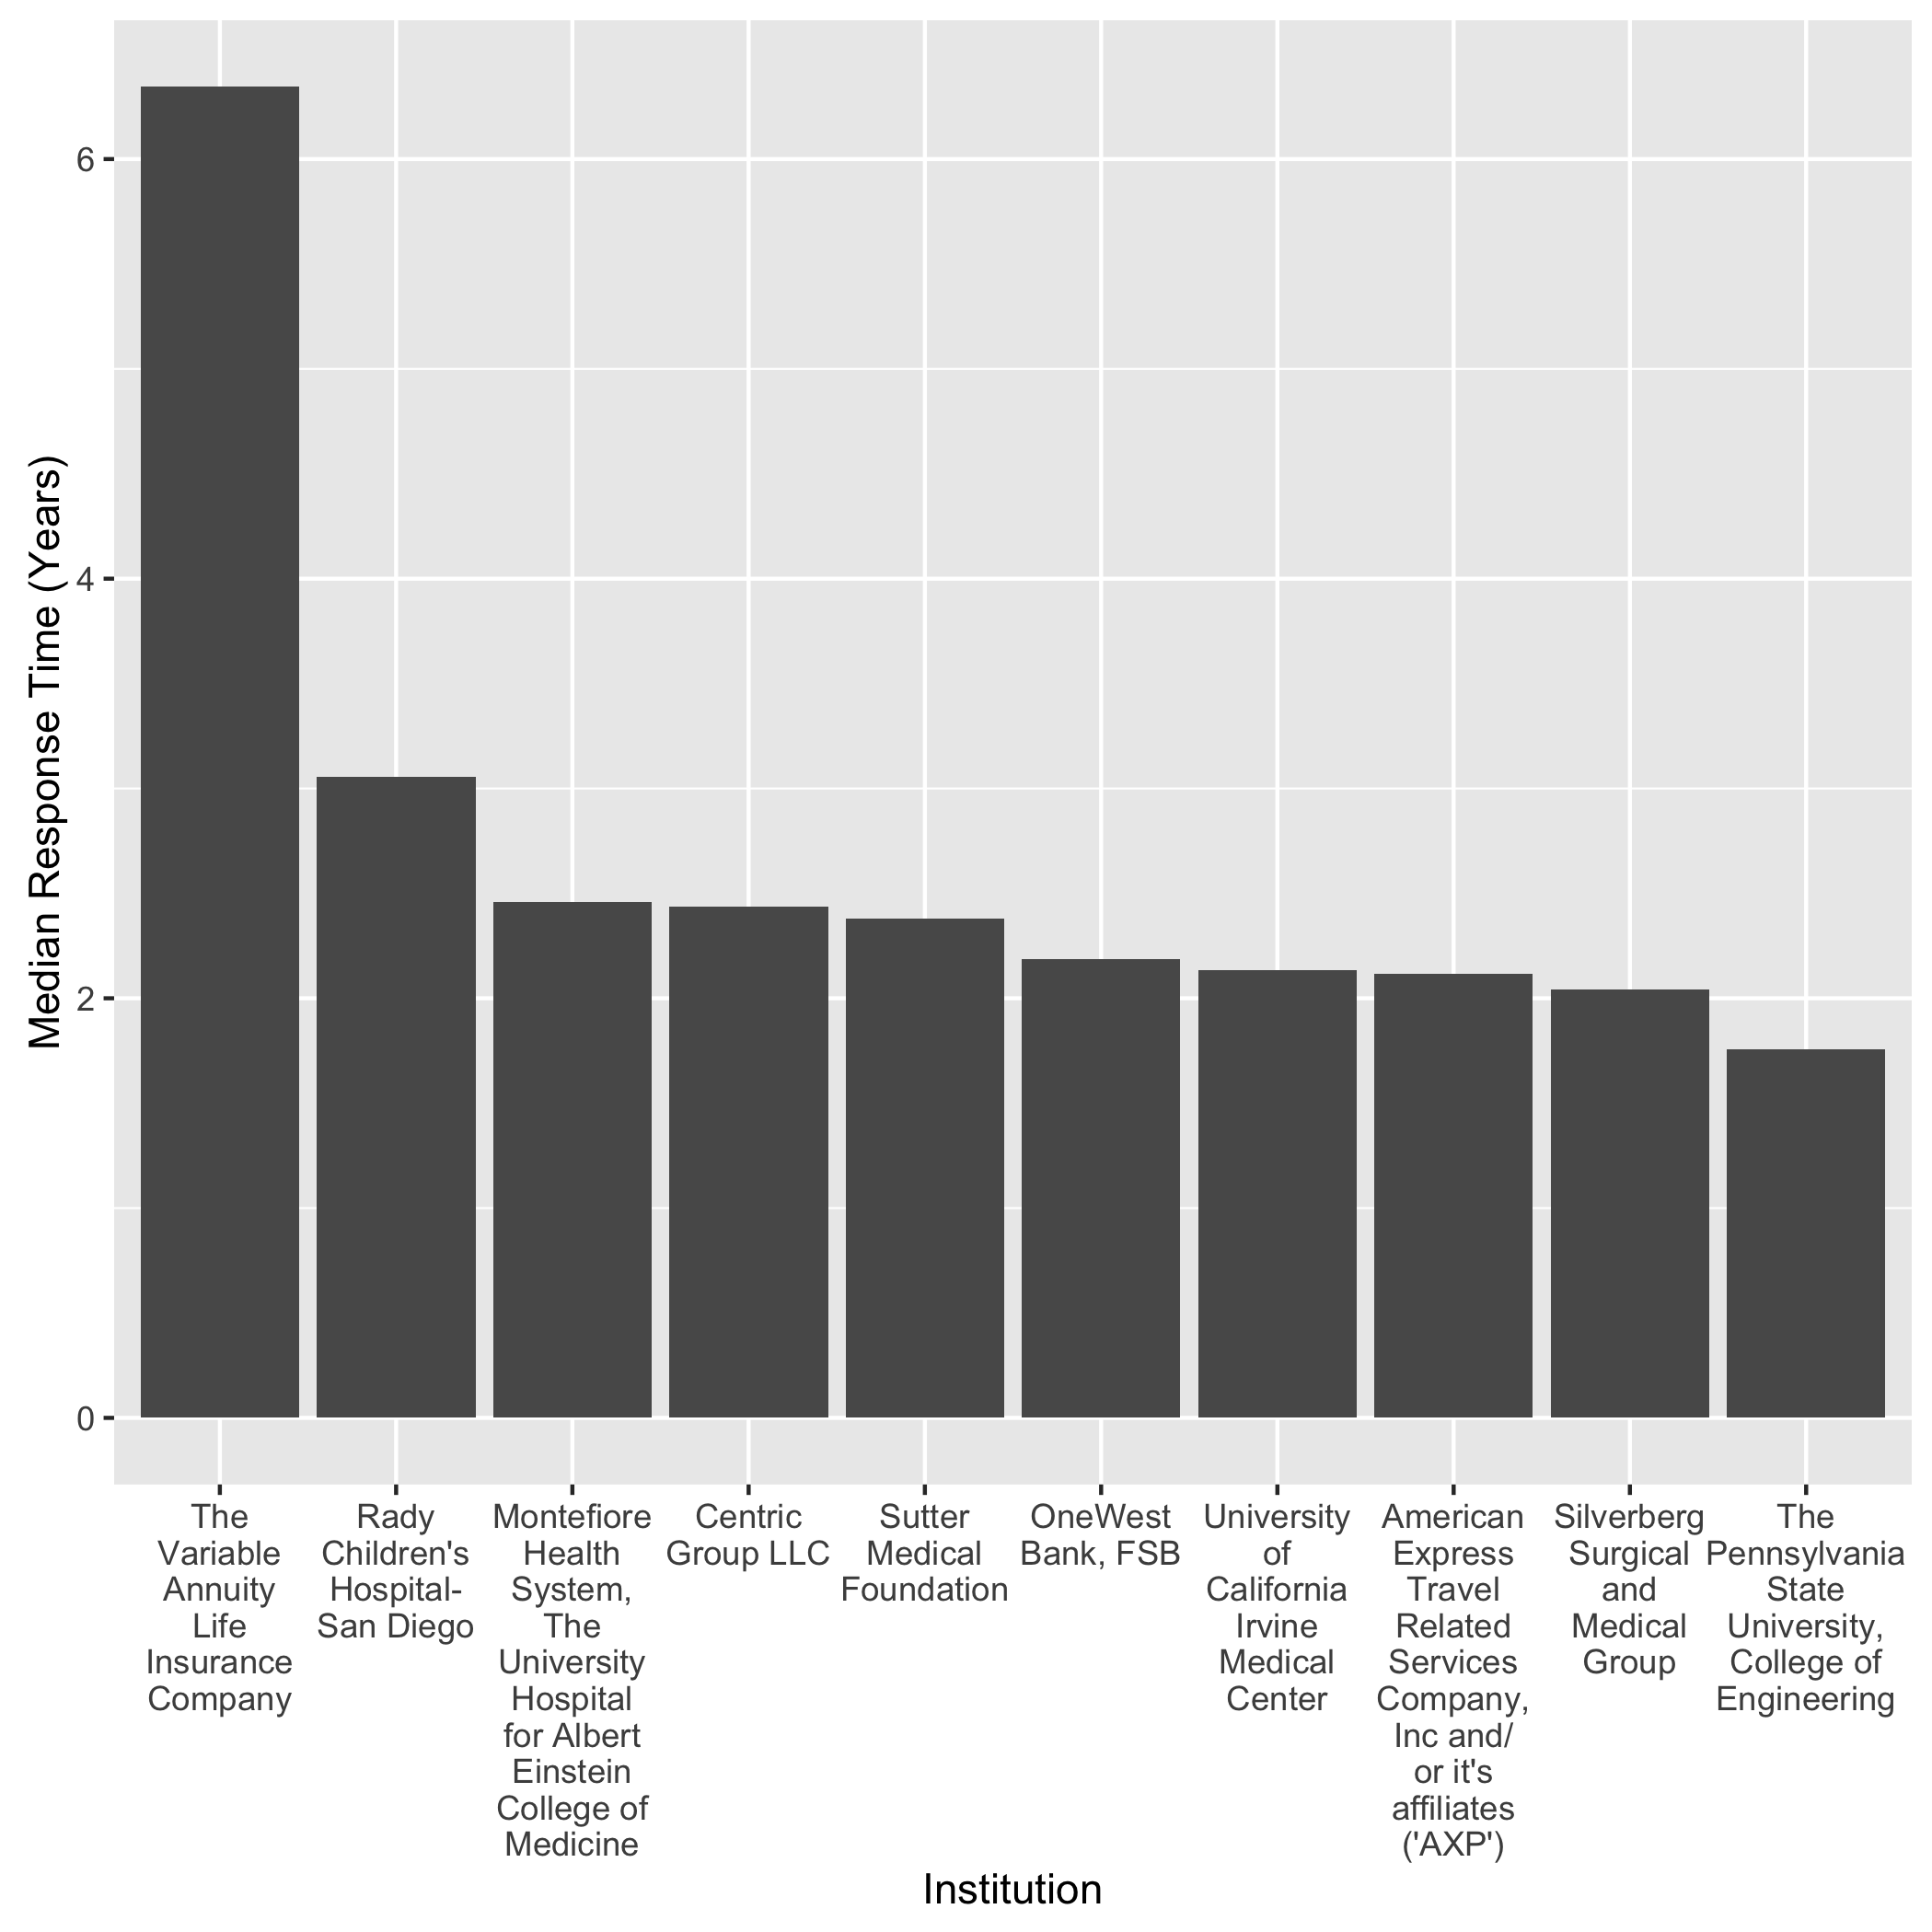 Median Response Time (Years)
6
4
2
0
The
Variable
Annuity
Life
Insurance
Company
Rady
Children's
Hospital-
San Diego
Montefiore
Health
System,
The
University
Hospital
for Albert
Einstein
College of
Medicine
Centric
Group LLC
Sutter
Medical
Foundation
OneWest
Bank, FSB
University
of
California
Irvine
Medical
Center
American
Express
Travel
Related
Services
Company,
Inc and/
or it's
affiliates
('AXP')
Silverberg
Surgical
and
Medical
Group
The
Pennsylvania
State
University,
College of
Engineering
Institution